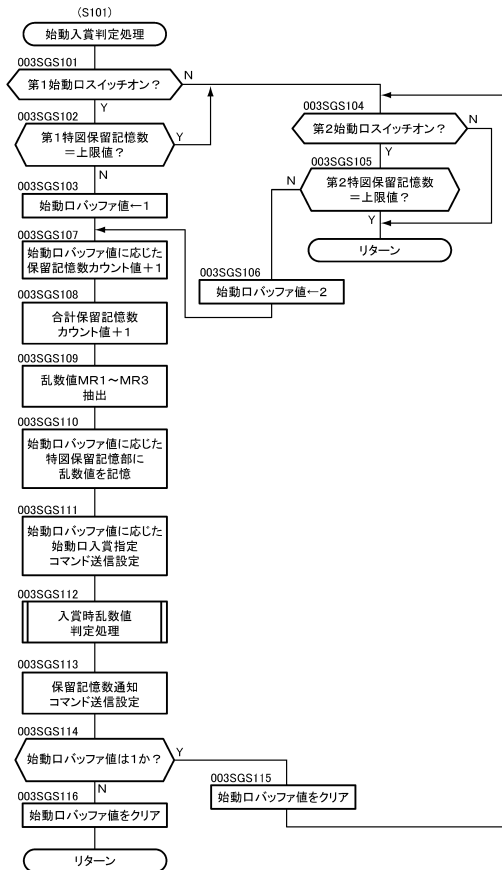 (S101)
始動入賞判定処理
003SGS101
第1始動口スイッチオン?
N
Y
003SGS102
第1特図保留記憶数
=上限値?
Y
N
003SGS103
始動口バッファ値←1
003SGS104
第2始動口スイッチオン?
N
Y
003SGS105
第2特図保留記憶数
=上限値?
N
Y
リターン
003SGS106
始動口バッファ値←2
003SGS107
始動口バッファ値に応じた
保留記憶数カウント値+1
003SGS108
合計保留記憶数
カウント値+1
003SGS109
乱数値MR1~MR3
抽出
003SGS110
始動口バッファ値に応じた
特図保留記憶部に
乱数値を記憶
003SGS111
始動口バッファ値に応じた
始動口入賞指定
コマンド送信設定
003SGS112
入賞時乱数値
判定処理
003SGS113
保留記憶数通知
コマンド送信設定
003SGS114
始動口バッファ値は1か?
Y
N
003SGS115
始動口バッファ値をクリア
003SGS116
始動口バッファ値をクリア
リターン